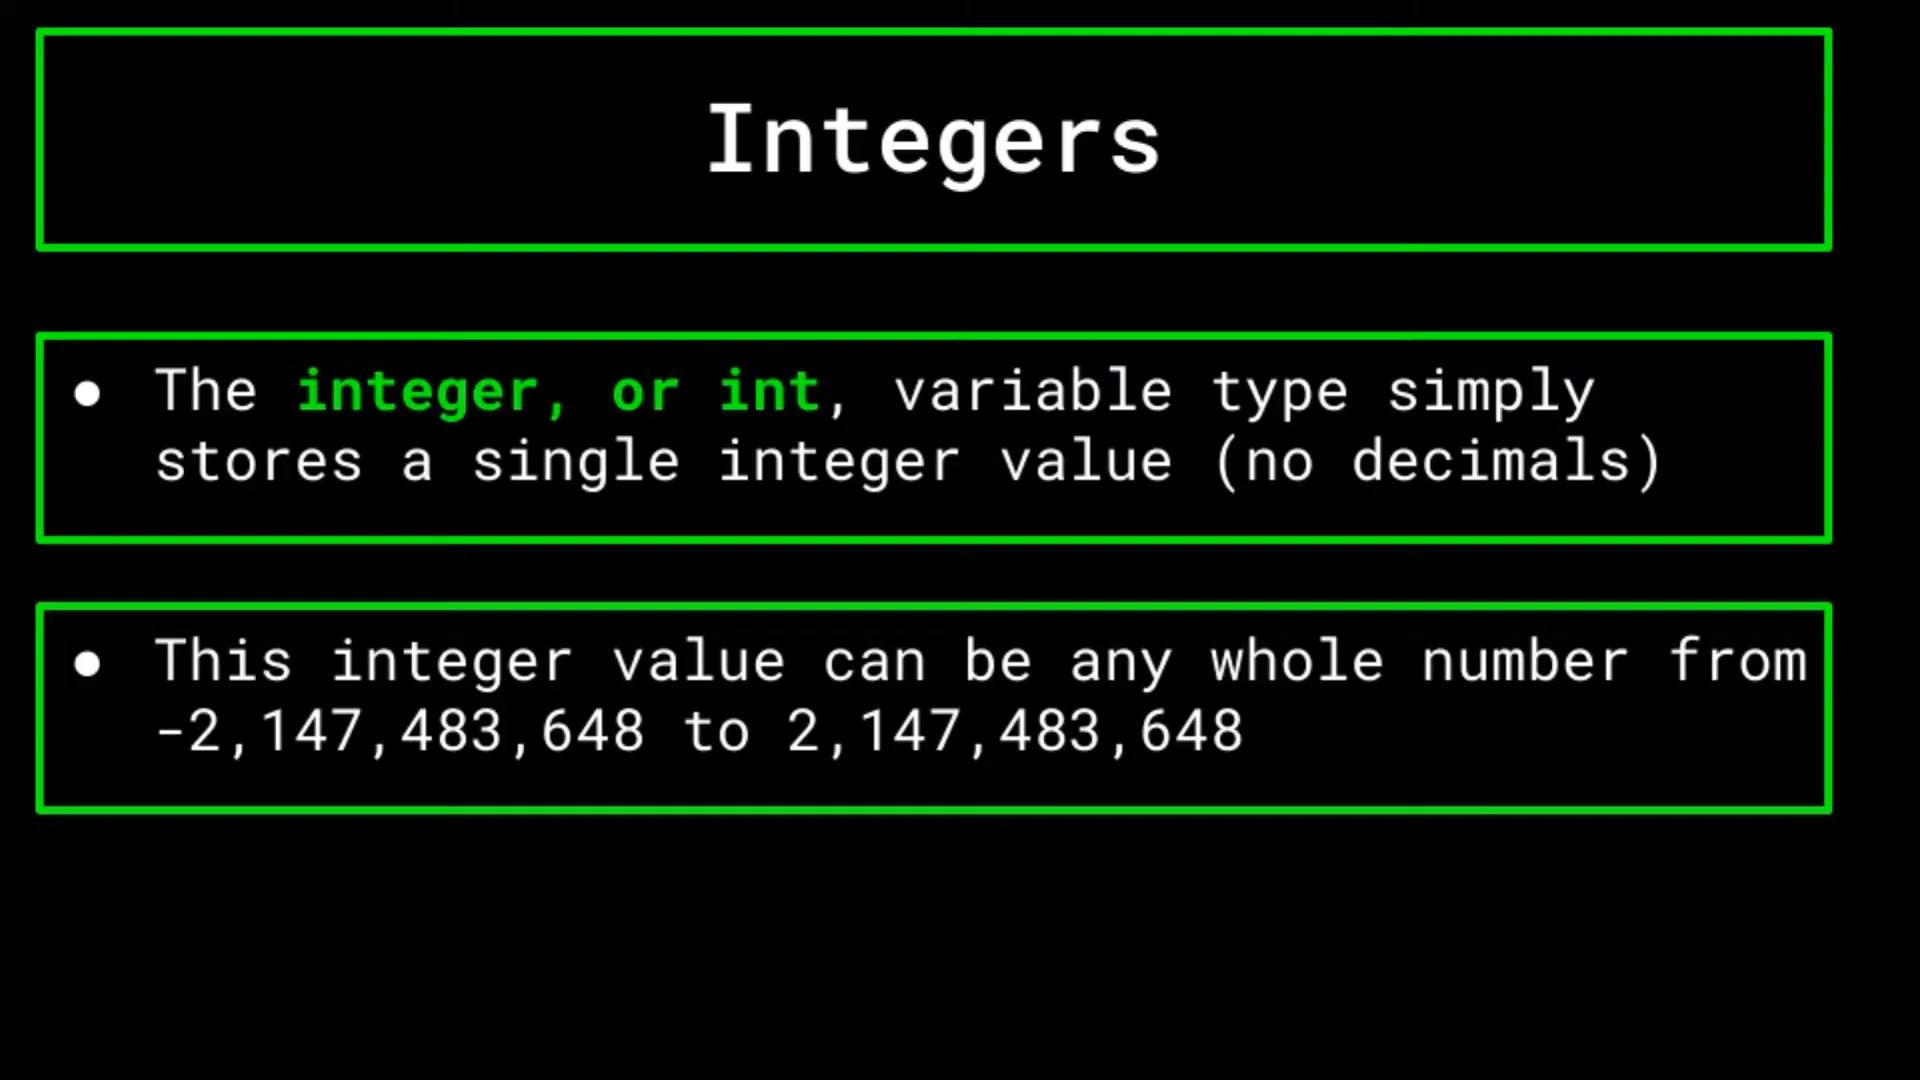 Integers
● The integer, or int, variable type simply
stores a single integer value (no decimals)
● This integer value can be any whole number from
-2,147,483,648 to 2,147,483,648